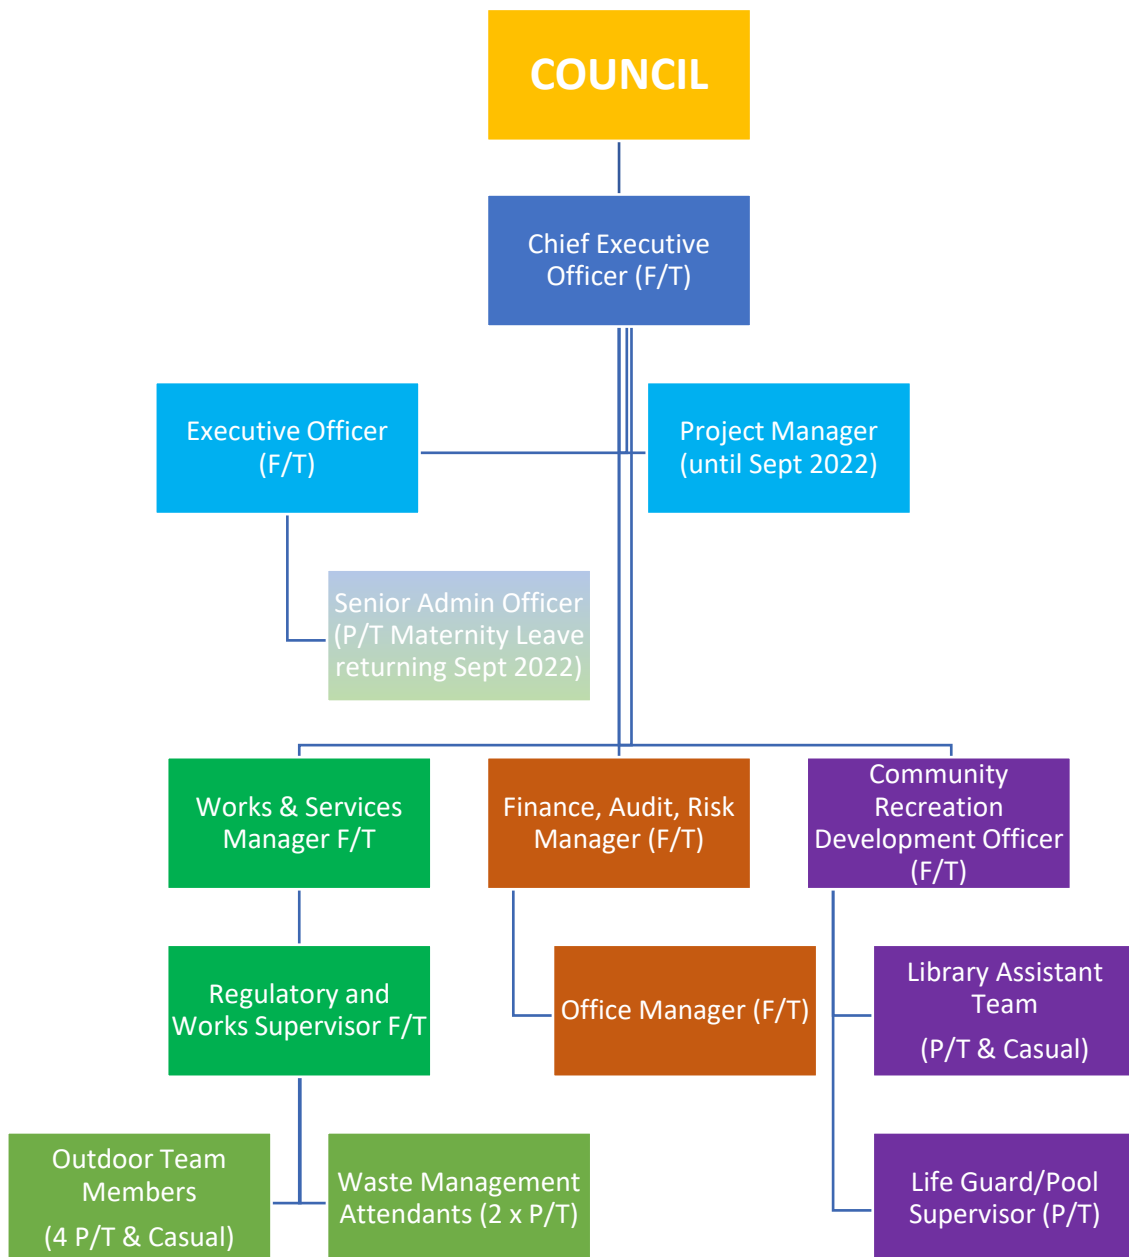 COUNCIL
Chief Executive
Officer (F/T)
Executive Officer
(F/T)
Project Manager
(until Sept 2022)
Senior Admin Officer
(P/T Maternity Leave
returning Sept 2022)
Works & Services
Manager F/T
Finance, Audit, Risk
Manager (F/T)
Community
Recreation
Development Officer
(F/T)
Regulatory and
Works Supervisor F/T
Office Manager (F/T)
Library Assistant
Team
(P/T & Casual)
Outdoor Team
Members
(4 P/T & Casual)
Waste Management
Attendants (2 x P/T)
Life Guard/Pool
Supervisor (P/T)